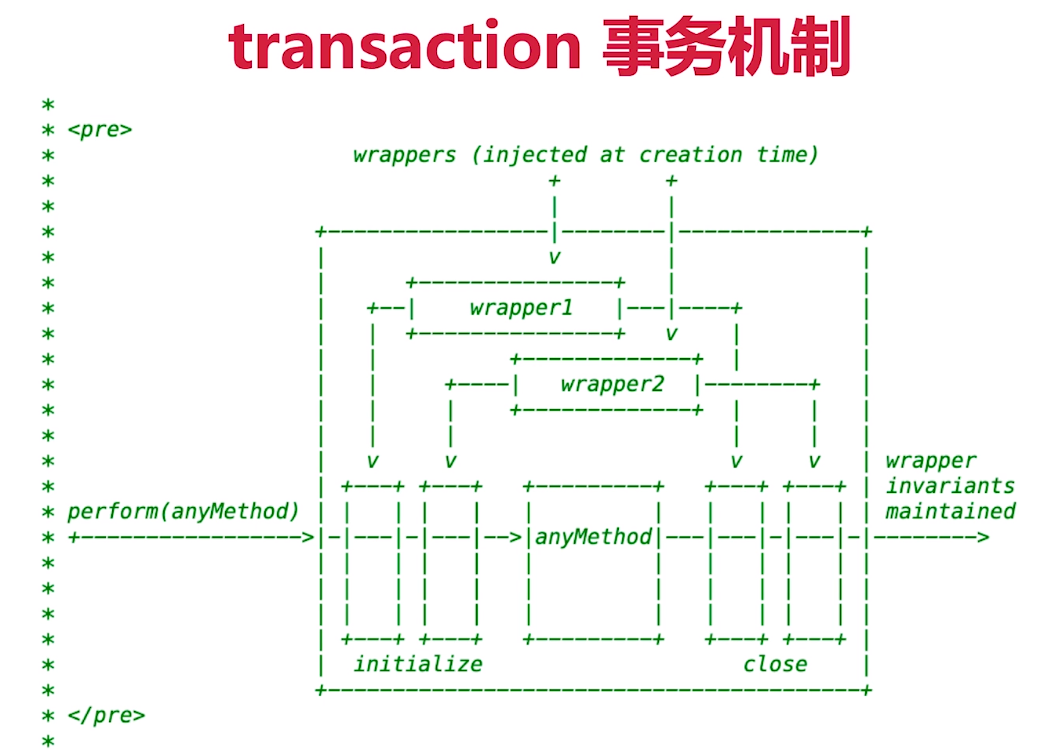 transaction 事务机制
*
* <pre>
*                       wrappers (injected at creation time)
*                                      +        +
*                                      |        |
*                    +-----------------|--------|--------------+
*                    |                 v        |              |
*                    |      +---------------+   |              |
*                    |   +--|    wrapper1   |---|----+         |
*                    |   |  +---------------+   v    |         |
*                    |   |          +-------------+  |         |
*                    |   |     +----|   wrapper2  |--------+   |
*                    |   |     |    +-------------+  |     |   |
*                    |   |     |                     |     |   |
*                    |   v     v                     v     v   | wrapper
*                    | +---+ +---+   +---------+   +---+ +---+ | invariants
* perform(anyMethod) | |   | |   |   |         |   |   | |   | | maintained
* +----------------->|-|---|-|---|-->|anyMethod|---|---|-|---|-|-------->
*                    | |   | |   |   |         |   |   | |   | |
*                    | |   | |   |   |         |   |   | |   | |
*                    | |   | |   |   |         |   |   | |   | |
*                    | +---+ +---+   +---------+   +---+ +---+ |
*                    |  initialize                    close    |
*                    +-----------------------------------------+
* </pre>
*